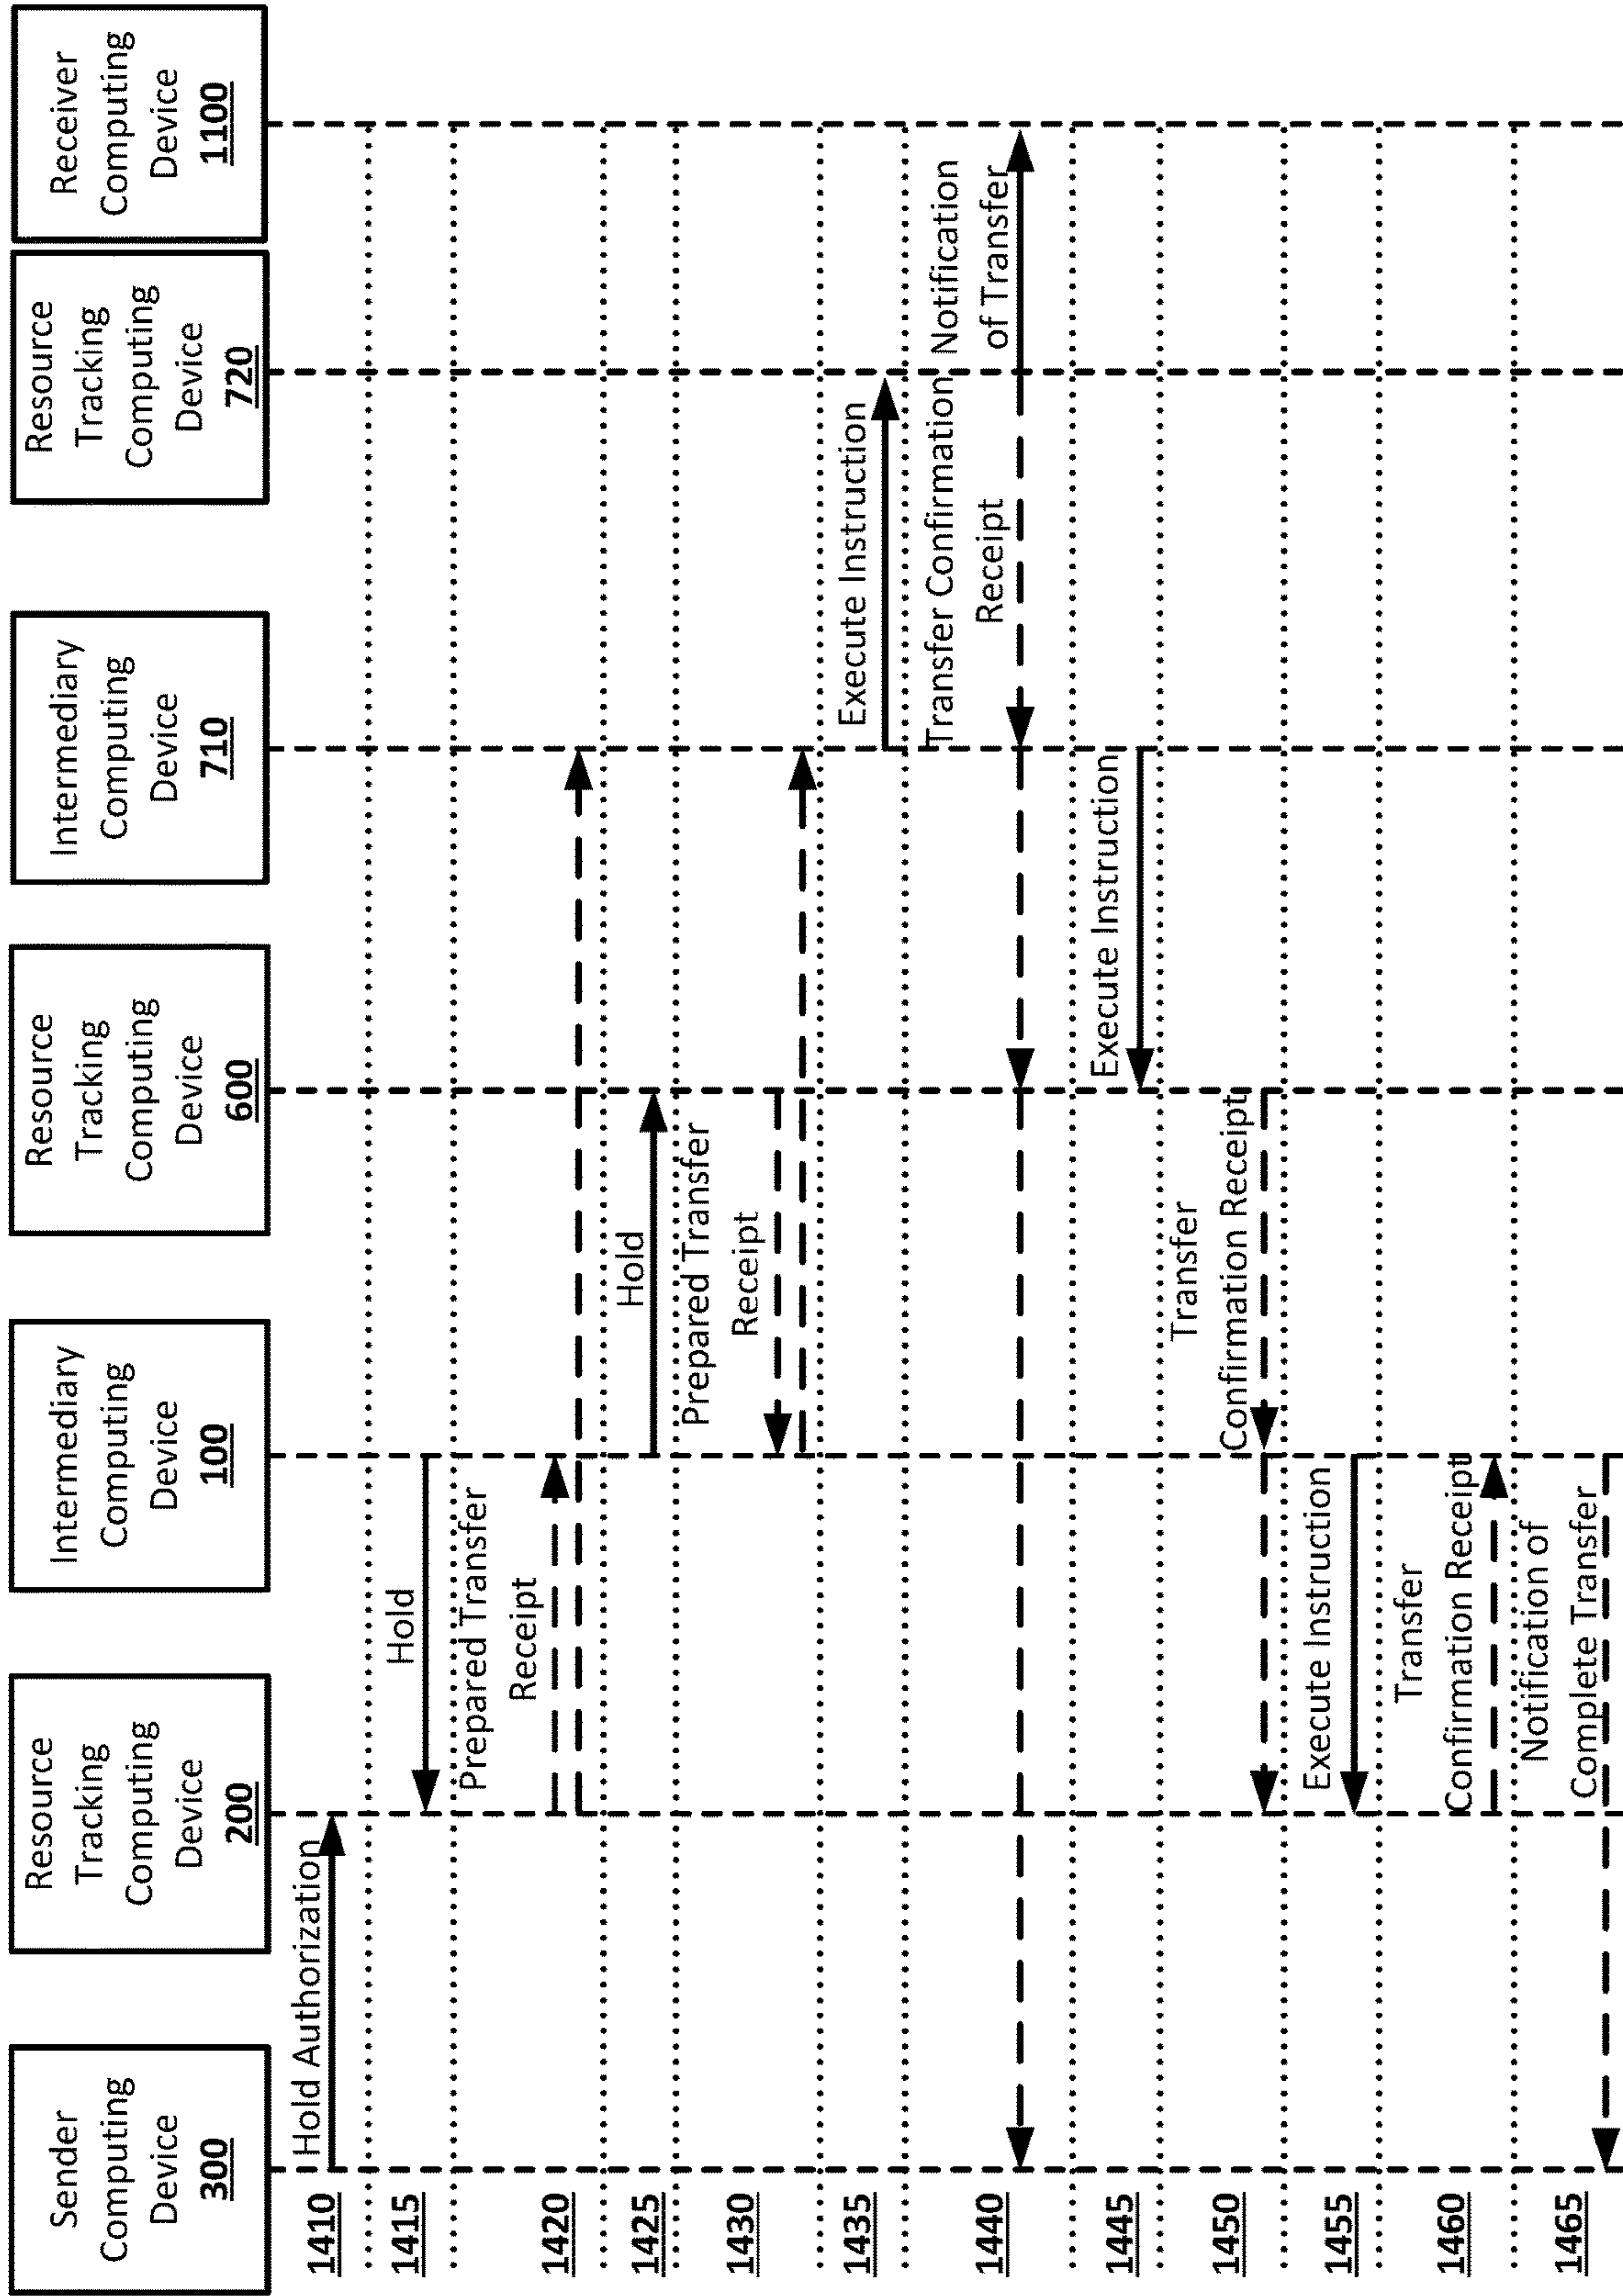 Sender
Computing
Device
300
Resource
Tracking
Computing
Device
200
Intermediary
Computing
Device
100
Resource
Tracking
Computing
Device
600
Intermediary
Computing
Device
710
Resource
Tracking
Computing
Device
720
Receiver
Computing
Device
1100
1410
Hold Authorization
1415
Hold
1420
Prepared Transfer
Receipt
1425
Hold
1430
Prepared Transfer
Receipt
1435
Execute Instruction
1440
Transfer Confirmation
Receipt
Notification
of Transfer
1445
Execute Instruction
1450
Transfer
Confirmation Receipt
1455
Execute Instruction
1460
Transfer
Confirmation Receipt
1465
Notification of
Complete Transfer